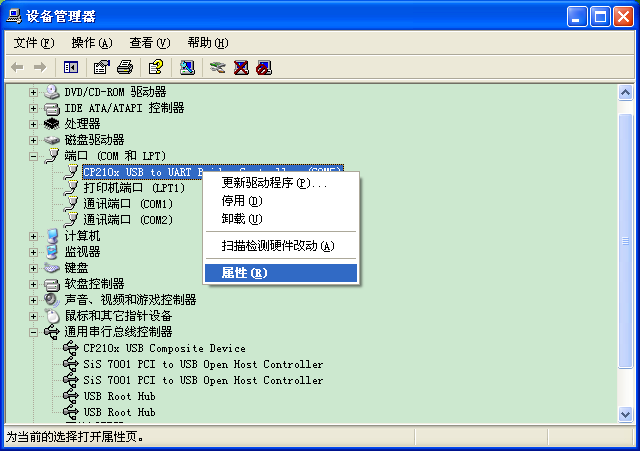 设备管理器
文件(F) 操作(A) 查看(V) 帮助(H)
DVD/CD-ROM 驱动器
IDE ATA/ATAPI 控制器
处理器
磁盘驱动器
端口 (COM 和 LPT)
CP210x USB to UART
打印机端口 (LPT1)
通讯端口 (COM1)
通讯端口 (COM2)
计算机
监视器
键盘
软盘控制器
声音、视频和游戏控制器
鼠标和其它指针设备
通用串行总线控制器
CP210x USB Composite Device
SiS 7001 PCI to USB Open Host Controller
SiS 7001 PCI to USB Open Host Controller
USB Root Hub
USB Root Hub
更新驱动程序(P)...
停用(D)
卸载(U)
扫描检测硬件改动(A)
属性(R)
为当前的选择打开属性页。